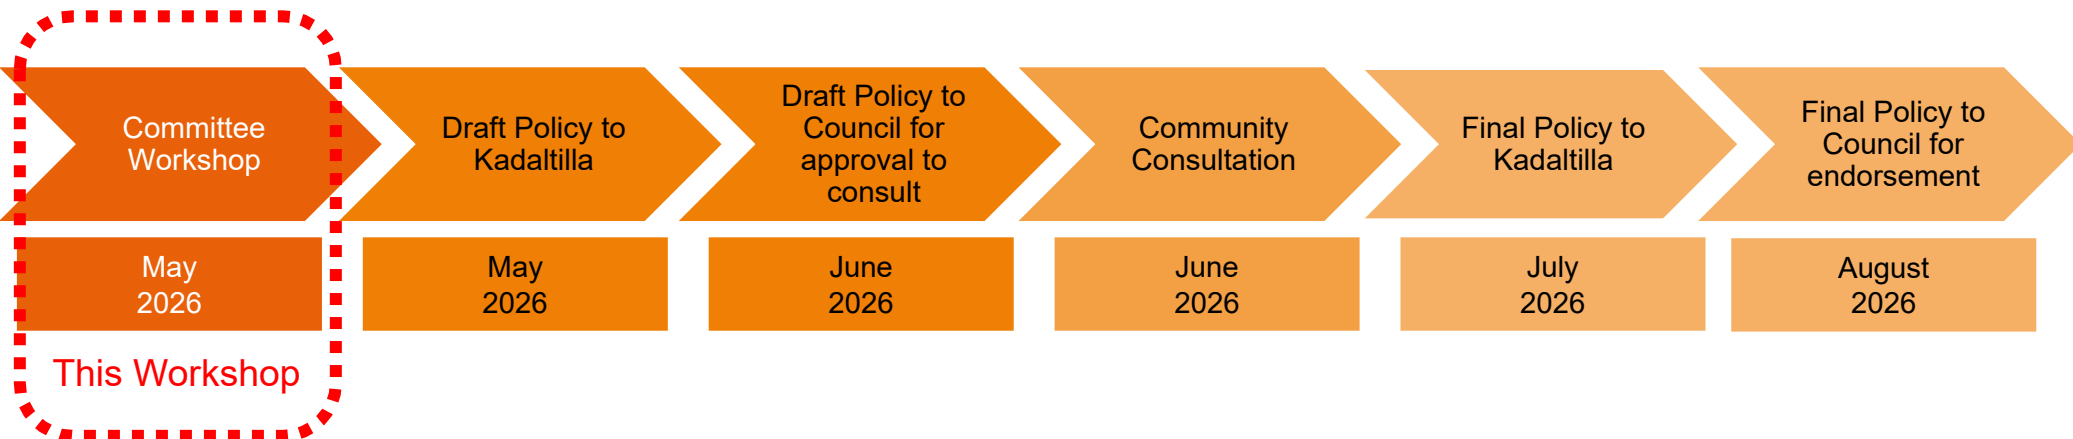 Committee
Workshop
Draft Policy to
Kadaltilla
Draft Policy to
Council for
approval to
consult
Community
Consultation
Final Policy to
Kadaltilla
Final Policy to
Council for
endorsement
May
2026
May
2026
June
2026
June
2026
July
2026
August
2026
This Workshop